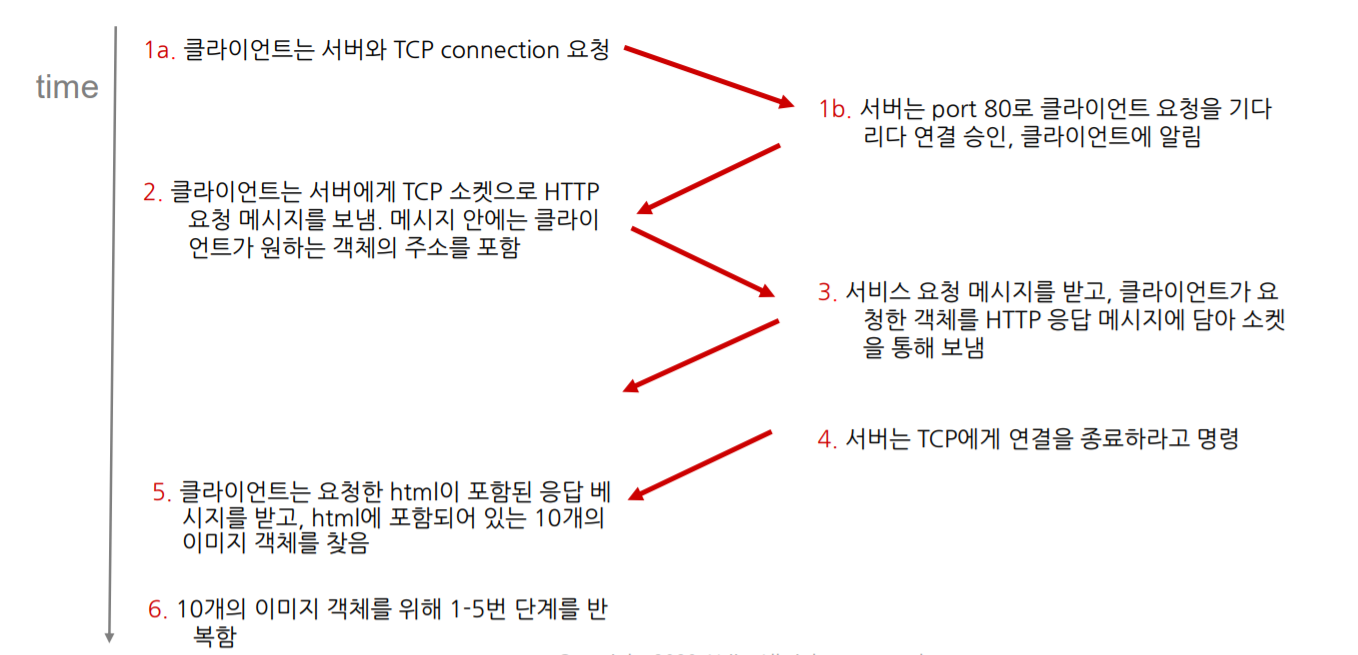 time
1a. 클라이언트는 서버와 TCP connection 요청
1b. 서버는 port 80로 클라이언트 요청을 기다
리다 연결 승인, 클라이언트에 알림
2. 클라이언트는 서버에게 TCP 소켓으로 HTTP
요청 메시지를 보냄. 메시지 안에는 클라이
언트가 원하는 객체의 주소를 포함
3. 서비스 요청 메시지를 받고, 클라이언트가 요
청한 객체를 HTTP 응답 메시지에 담아 소켓
을 통해 보냄
4. 서버는 TCP에게 연결을 종료하라고 명령
5. 클라이언트는 요청한 html이 포함된 응답 베
시지를 받고, html에 포함되어 있는 10개의
이미지 객체를 찾음
6. 10개의 이미지 객체를 위해 1-5번 단계를 반
복함